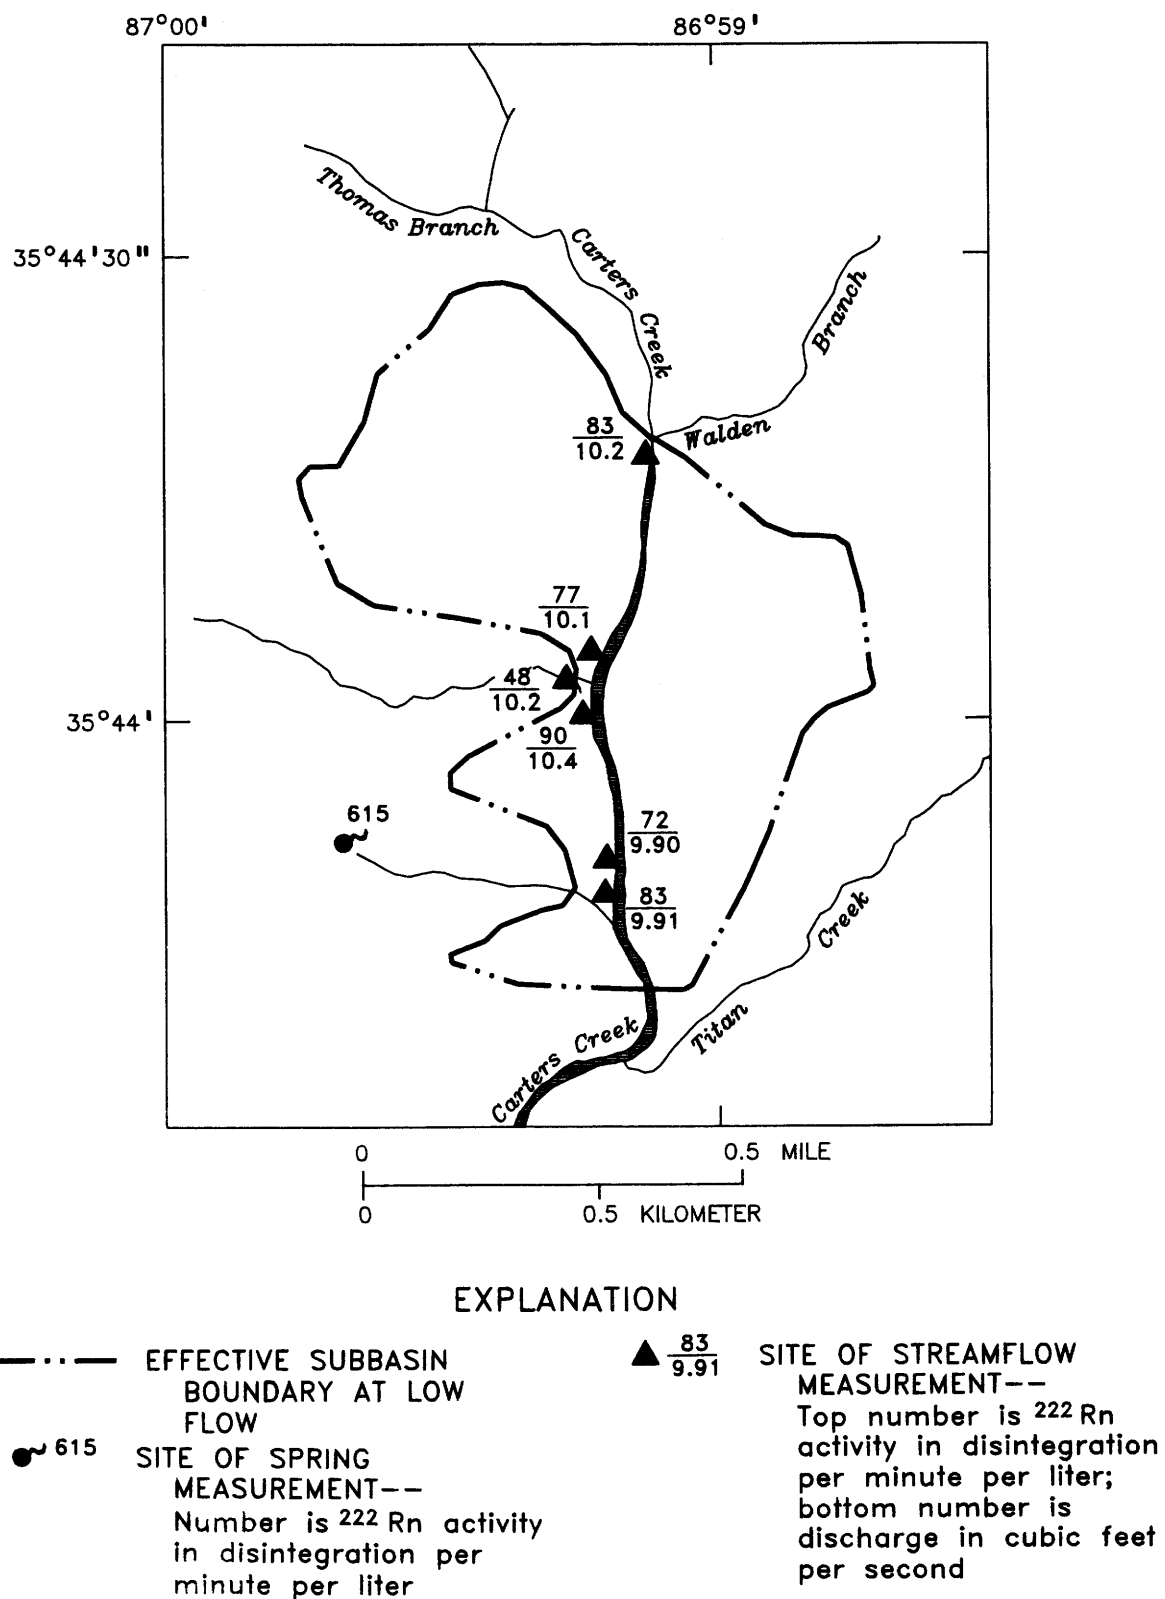 87°00'
86°59'
Thomas Branch
Carters Creek
35°44'30"
Branch
Walden
83
10.2
77
10.1
48
10.2
35°44'
90
10.4
615
72
9.90
83
9.91
Creek
Titan
Carters Creek
0 0.5 MILE
0 0.5 KILOMETER
EXPLANATION
EFFECTIVE SUBBASIN
BOUNDARY AT LOW
FLOW
615 SITE OF SPRING
MEASUREMENT--
Number is ²²²Rn activity
in disintegration per
minute per liter
83
9.91
SITE OF STREAMFLOW
MEASUREMENT--
Top number is ²²²Rn
activity in disintegration
per minute per liter;
bottom number is
discharge in cubic feet
per second